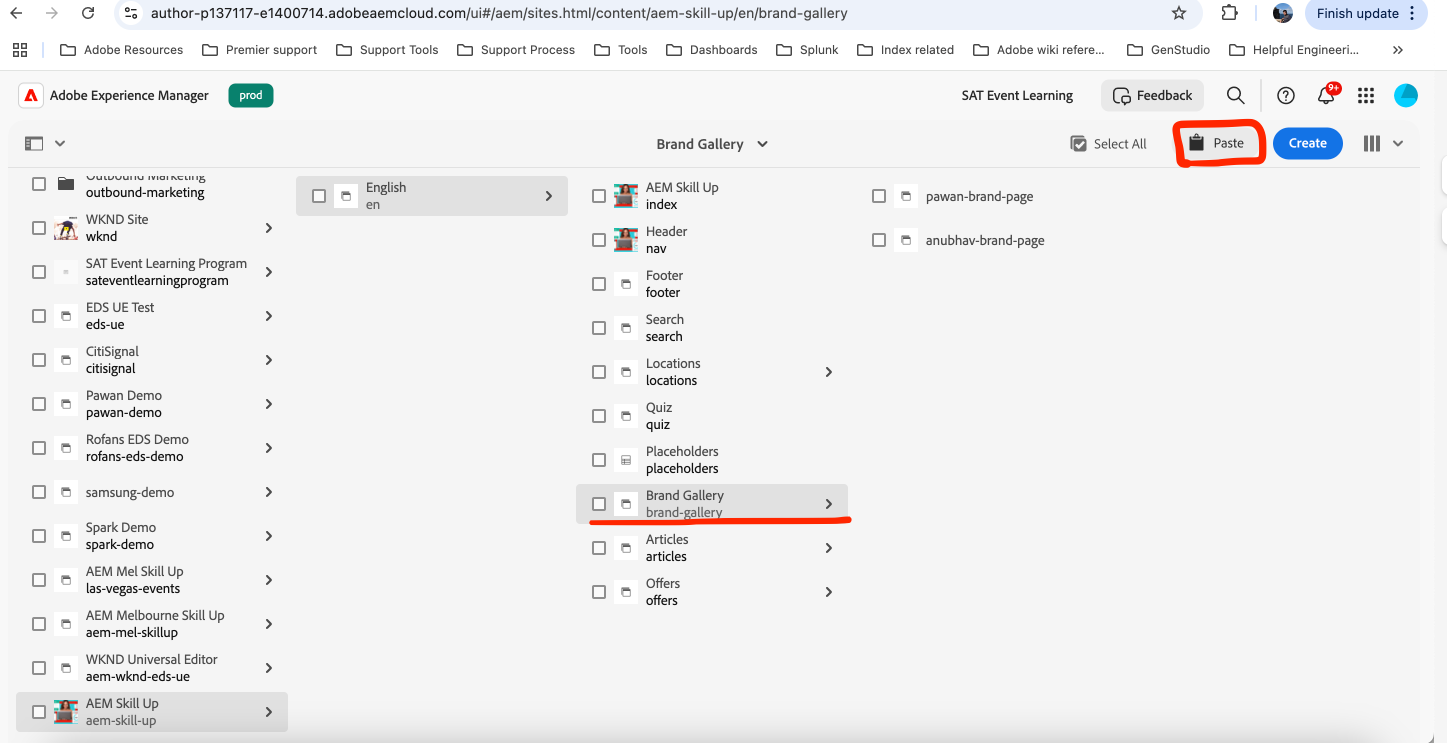 author-p137117-e1400714.adobeaemcloud.com/ui#/aem/sites.html/content/aem-skill-up/en/brand-gallery
Finish update
Adobe Resources
Premier support
Support Tools
Support Process
Tools
Dashboards
Splunk
Index related
Adobe wiki refere...
GenStudio
Helpful Engineeri...
Adobe Experience Manager
prod
SAT Event Learning
Feedback
9+
Brand Gallery
Select All
Paste
Create
Outbound Marketing
outbound-marketing
WKND Site
wknd
SAT Event Learning Program
sateventlearningprogram
EDS UE Test
eds-ue
CitiSignal
citisignal
Pawan Demo
pawan-demo
Rofans EDS Demo
rofans-eds-demo
samsung-demo
Spark Demo
spark-demo
AEM Mel Skill Up
las-vegas-events
AEM Melbourne Skill Up
aem-mel-skillup
WKND Universal Editor
aem-wknd-eds-ue
AEM Skill Up
aem-skill-up
English
en
AEM Skill Up
index
Header
nav
Footer
footer
Search
search
Locations
locations
Quiz
quiz
Placeholders
placeholders
Brand Gallery
brand-gallery
Articles
articles
Offers
offers
pawan-brand-page
anubhav-brand-page